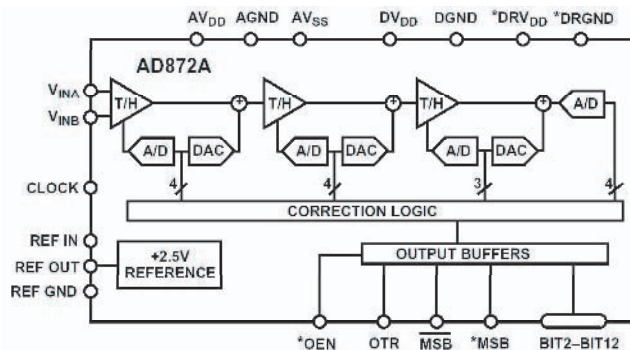 AVDD AGND AVSS DVDD DGND *DRVDD *DRGND
AD872A
VINA
VINB
T/H T/H T/H A/D
+ + +
A/D DAC A/D DAC A/D DAC
4 4 3 4
CLOCK
CORRECTION LOGIC
REF IN
REF OUT
REF GND
+2.5V
REFERENCE
OUTPUT BUFFERS
*OEN OTR M̅S̅B̅ *MSB BIT2–BIT12